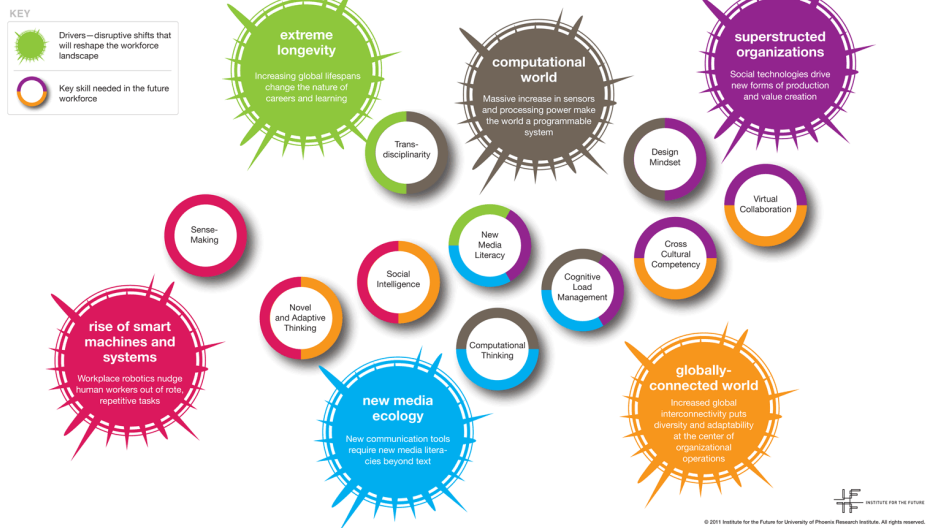 KEY
Drivers—disruptive shifts that
will reshape the workforce
landscape
Key skill needed in the future
workforce
extreme
longevity
Increasing global lifespans
change the nature of
careers and learning
computational
world
Massive increase in sensors
and processing power make
the world a programmable
system
superstructed
organizations
Social technologies drive
new forms of production
and value creation
Trans-
disciplinarity
Design
Mindset
Virtual
Collaboration
Sense-
Making
New
Media
Literacy
Cross
Cultural
Competency
Social
Intelligence
Cognitive
Load
Management
Novel
and Adaptive
Thinking
Computational
Thinking
rise of smart
machines and
systems
Workplace robotics nudge
human workers out of rote,
repetitive tasks
new media
ecology
New communication tools
require new media litera-
cies beyond text
globally-
connected world
Increased global
interconnectivity puts
diversity and adaptability
at the center of
organizational
operations
INSTITUTE FOR THE FUTURE
© 2011 Institute for the Future for University of Phoenix Research Institute. All rights reserved.